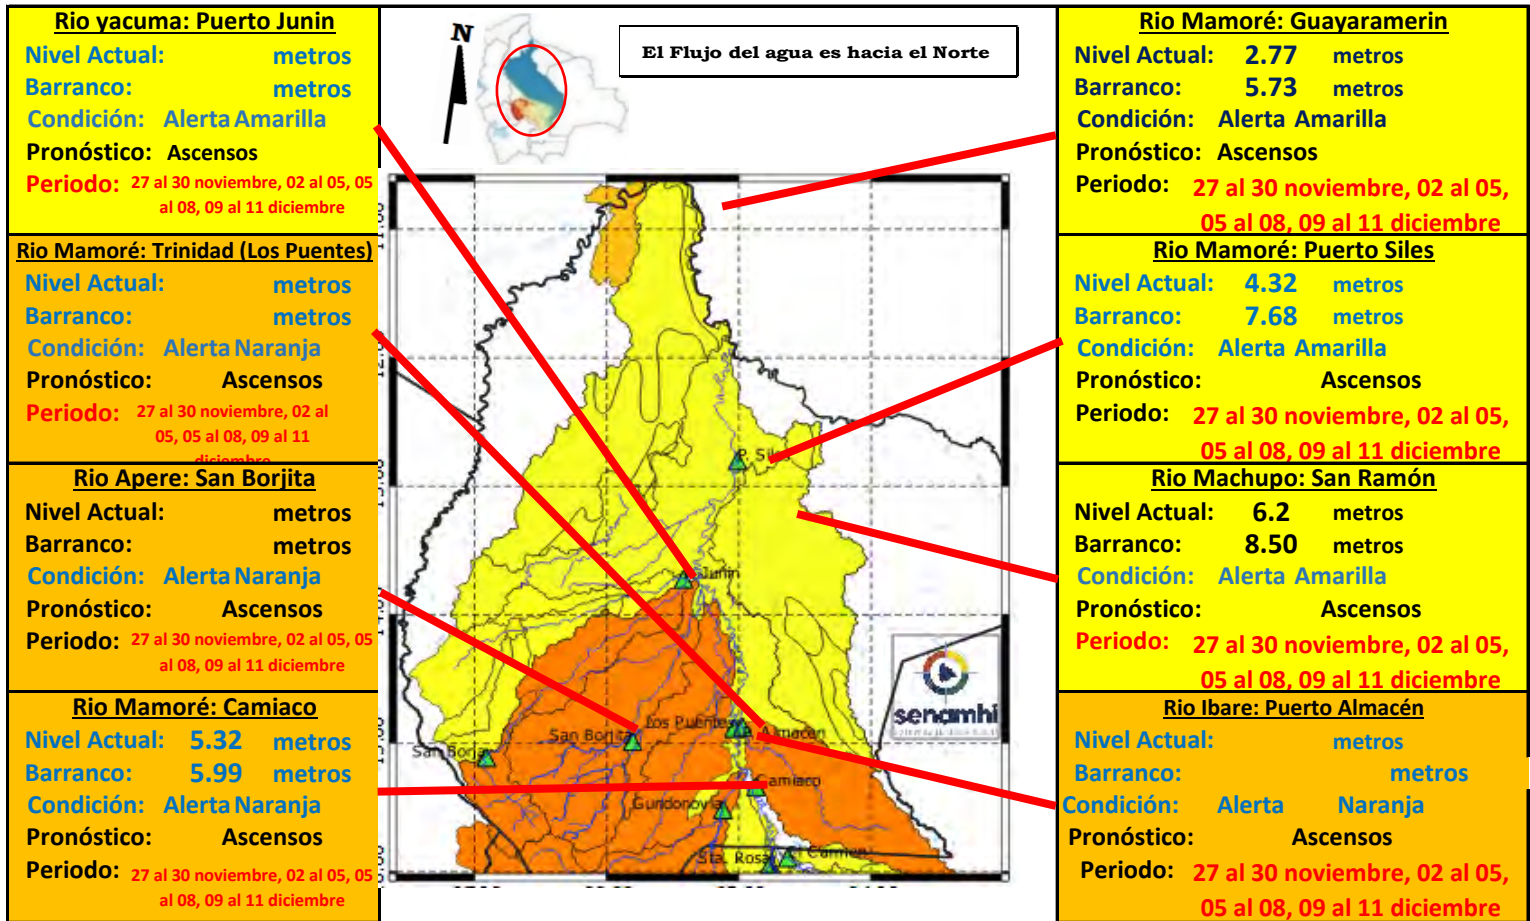 Rio yacuma: Puerto Junin
Nivel Actual: metros
Barranco: metros
Condición: Alerta Amarilla
Pronóstico: Ascensos
Periodo: 27 al 30 noviembre, 02 al 05, 05
al 08, 09 al 11 diciembre
Rio Mamoré: Trinidad (Los Puentes)
Nivel Actual: metros
Barranco: metros
Condición: Alerta Naranja
Pronóstico: Ascensos
Periodo: 27 al 30 noviembre, 02 al
05, 05 al 08, 09 al 11
diciembre
Rio Apere: San Borjita
Nivel Actual: metros
Barranco: metros
Condición: Alerta Naranja
Pronóstico: Ascensos
Periodo: 27 al 30 noviembre, 02 al 05, 05
al 08, 09 al 11 diciembre
Rio Mamoré: Camiaco
Nivel Actual: 5.32 metros
Barranco: 5.99 metros
Condición: Alerta Naranja
Pronóstico: Ascensos
Periodo: 27 al 30 noviembre, 02 al 05, 05
al 08, 09 al 11 diciembre
N
El Flujo del agua es hacia el Norte
P. Siles
Junin
Los Puentes
San Borjita
P. Almacen
San Borja
Camiaco
Gundonovia
Sta. Rosa
El Carmen
senamhi
Rio Mamoré: Guayaramerin
Nivel Actual: 2.77 metros
Barranco: 5.73 metros
Condición: Alerta Amarilla
Pronóstico: Ascensos
Periodo: 27 al 30 noviembre, 02 al 05,
05 al 08, 09 al 11 diciembre
Rio Mamoré: Puerto Siles
Nivel Actual: 4.32 metros
Barranco: 7.68 metros
Condición: Alerta Amarilla
Pronóstico: Ascensos
Periodo: 27 al 30 noviembre, 02 al 05,
05 al 08, 09 al 11 diciembre
Rio Machupo: San Ramón
Nivel Actual: 6.2 metros
Barranco: 8.50 metros
Condición: Alerta Amarilla
Pronóstico: Ascensos
Periodo: 27 al 30 noviembre, 02 al 05,
05 al 08, 09 al 11 diciembre
Rio Ibare: Puerto Almacén
Nivel Actual: metros
Barranco: metros
Condición: Alerta Naranja
Pronóstico: Ascensos
Periodo: 27 al 30 noviembre, 02 al 05,
05 al 08, 09 al 11 diciembre